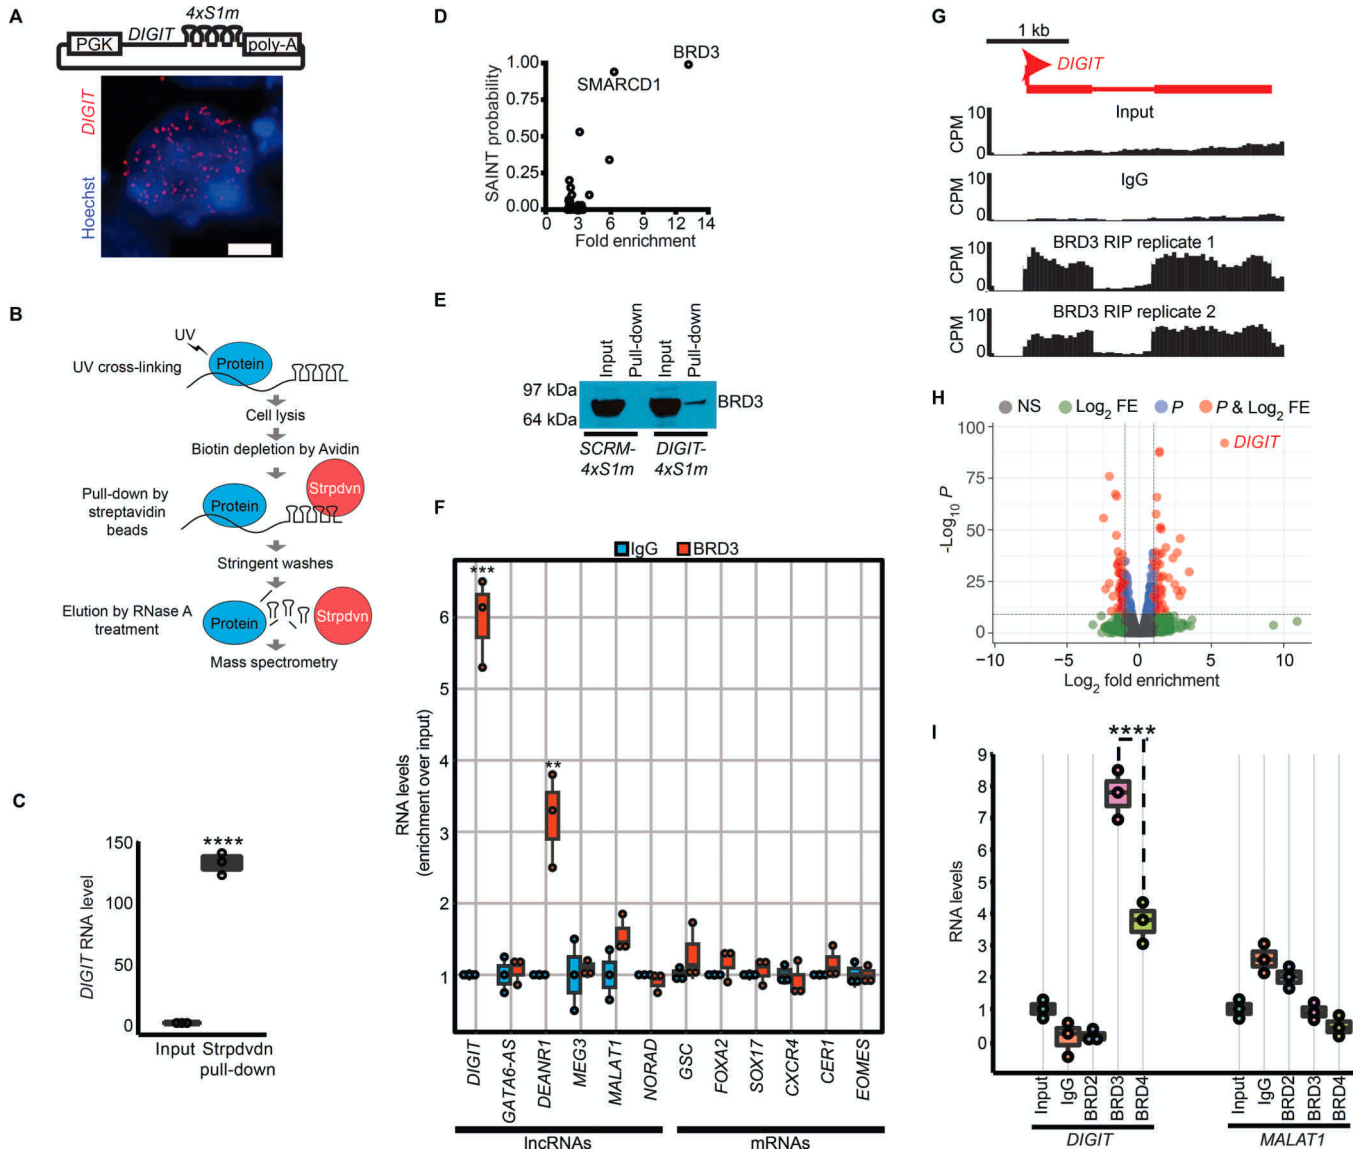 A
4xS1m
DIGIT
PGK
poly-A
DIGIT
Hoechst
B
UV
Protein
UV cross-linking
Cell lysis
Biotin depletion by Avidin
Strpdvn
Protein
Pull-down by
streptavidin
beads
Stringent washes
Elution by RNase A
treatment
Protein
Strpdvn
Mass spectrometry
C
150
****
100
50
0
DIGIT RNA level
Input
Strpdvdn
pull-down
D
BRD3
SMARCD1
1.00
0.75
0.50
0.25
0.00
SAINT probability
0 3 6 9 11 14
Fold enrichment
E
Input
Pull-down
Input
Pull-down
97 kDa
64 kDa
BRD3
SCRM-
4xS1m
DIGIT-
4xS1m
F
IgG
BRD3
***
**
6
5
4
3
2
1
RNA levels
(enrichment over input)
DIGIT
GATA6-AS
DEANR1
MEG3
MALAT1
NORAD
GSC
FOXA2
SOX17
CXCR4
CER1
EOMES
lncRNAs
mRNAs
G
1 kb
DIGIT
Input
CPM
10
0
IgG
CPM
10
0
BRD3 RIP replicate 1
CPM
10
0
BRD3 RIP replicate 2
CPM
10
0
H
NS
Log2 FE
P
P & Log2 FE
DIGIT
100
75
50
25
0
-Log10 P
−10 −5 0 5 10
Log2 fold enrichment
I
****
9
8
7
6
5
4
3
2
1
0
RNA levels
Input
IgG
BRD2
BRD3
BRD4
DIGIT
Input
IgG
BRD2
BRD3
BRD4
MALAT1